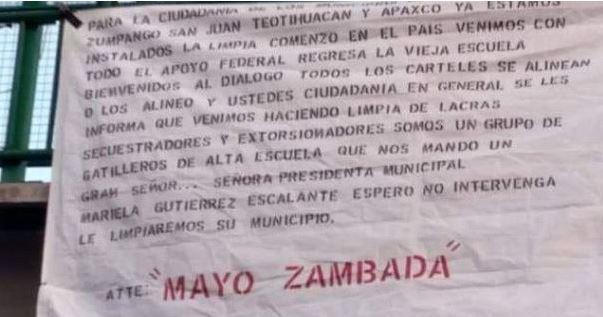 PARA LA CIUDADANIA DE LOS
ZUMPANGO SAN JUAN TEOTIHUACAN Y APAXCO YA ESTAMOS
INSTALADOS LA LIMPIA COMENZO EN EL PAIS VENIMOS CON
TODO EL APOYO FEDERAL REGRESA LA VIEJA ESCUELA
BIENVENIDOS AL DIALOGO TODOS LOS CARTELES SE ALINEAN
O LOS ALINEO Y USTEDES CIUDADANIA EN GENERAL SE LES
INFORMA QUE VENIMOS HACIENDO LIMPIA DE LACRAS
SECUESTRADORES Y EXTORSIONADORES SOMOS UN GRUPO DE
GATILLEROS DE ALTA ESCUELA QUE NOS MANDO UN
GRAN SEÑOR... SEÑORA PRESIDENTA MUNICIPAL
MARIELA GUTIERREZ ESCALANTE ESPERO NO INTERVENGA
LE LIMPIAREMOS SU MUNICIPIO.
ATTE: "MAYO ZAMBADA"